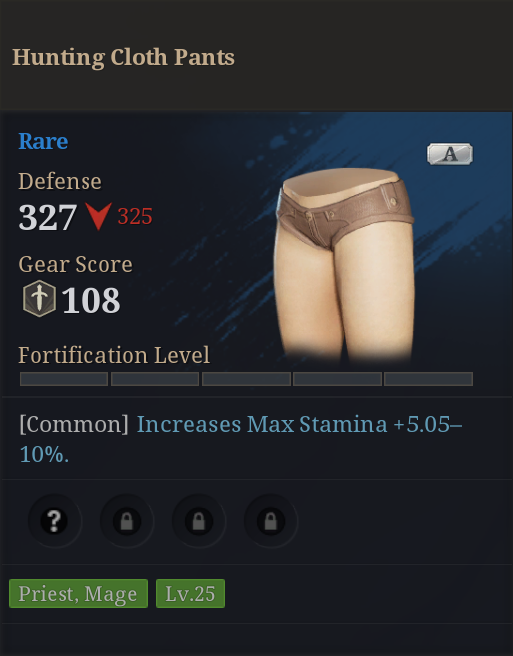 Hunting Cloth Pants
Rare
A
Defense
327 325
Gear Score
108
Fortification Level
[Common] Increases Max Stamina +5.05–
10%.
?
Priest, Mage Lv.25